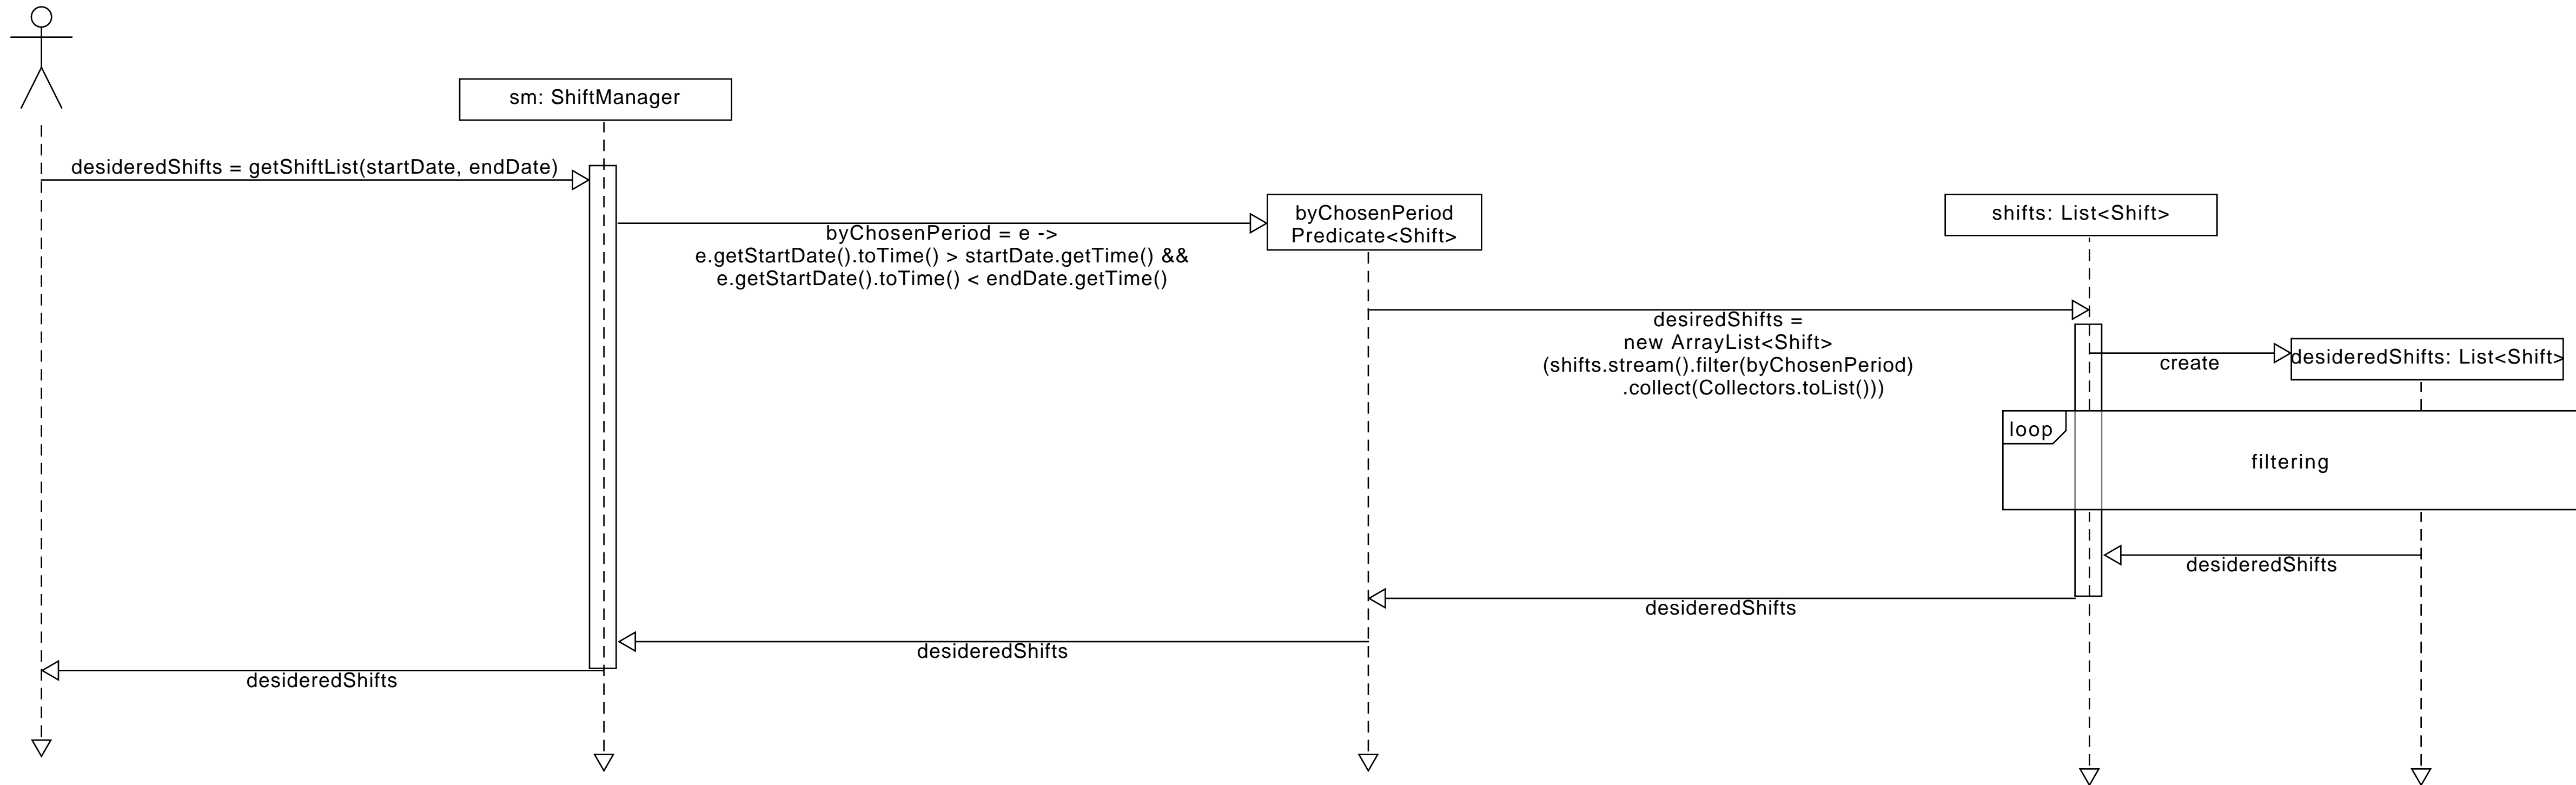 sm: ShiftManager
desideredShifts = getShiftList(startDate, endDate)
byChosenPeriod
Predicate<Shift>
shifts: List<Shift>
byChosenPeriod = e ->
e.getStartDate().toTime() > startDate.getTime() &&
e.getStartDate().toTime() < endDate.getTime()
desiredShifts =
new ArrayList<Shift>
(shifts.stream().filter(byChosenPeriod)
.collect(Collectors.toList()))
create
desideredShifts: List<Shift>
loop
filtering
desideredShifts
desideredShifts
desideredShifts
desideredShifts